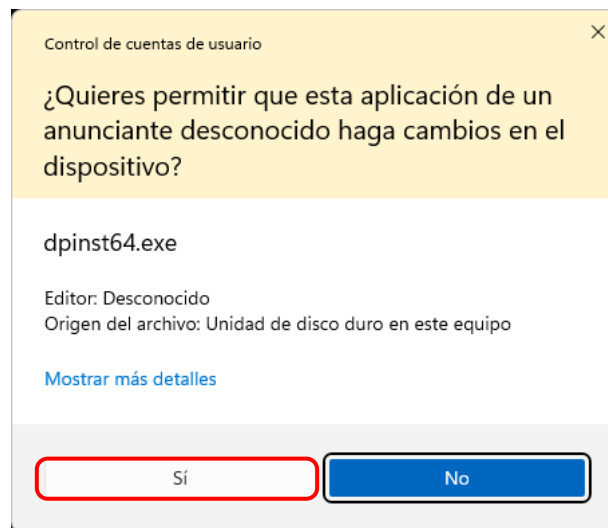 Control de cuentas de usuario
¿Quieres permitir que esta aplicación de un
anunciante desconocido haga cambios en el
dispositivo?
dpinst64.exe
Editor: Desconocido
Origen del archivo: Unidad de disco duro en este equipo
Mostrar más detalles
Sí
No